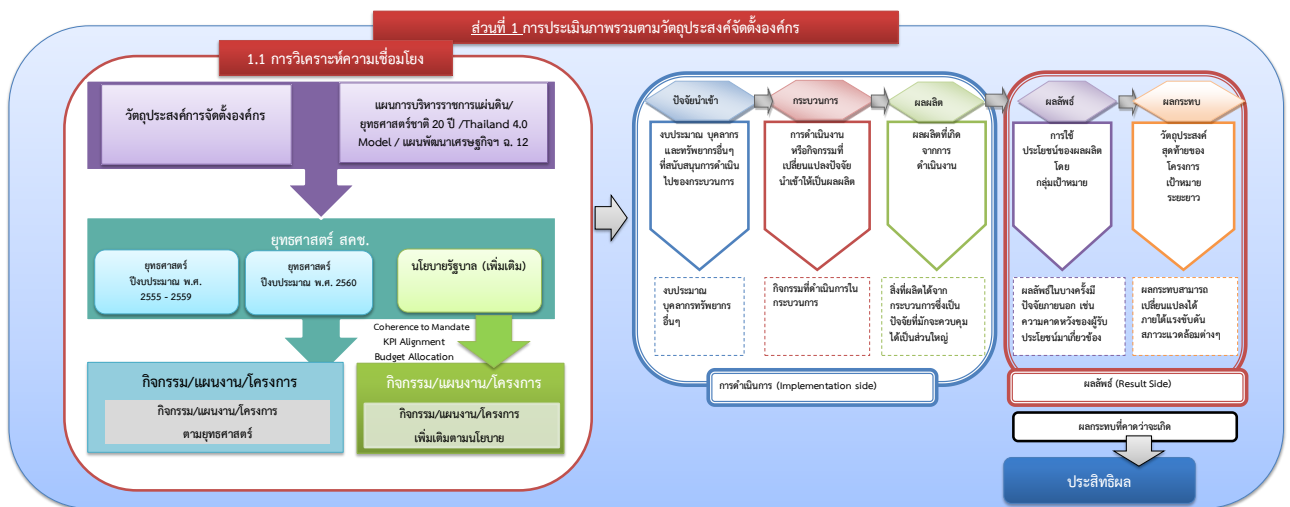 ส่วนที่ 1 การประเมินภาพรวมตามวัตถุประสงค์จัดตั้งองค์กร
1.1 การวิเคราะห์ความเชื่อมโยง
วัตถุประสงค์การจัดตั้งองค์กร
แผนการบริหารราชการแผ่นดิน/
ยุทธศาสตร์ชาติ 20 ปี /Thailand 4.0
Model / แผนพัฒนาเศรษฐกิจฯ ฉ. 12
ยุทธศาสตร์ สคช.
ยุทธศาสตร์
ปีงบประมาณ พ.ศ.
2555 - 2559
ยุทธศาสตร์
ปีงบประมาณ พ.ศ. 2560
นโยบายรัฐบาล (เพิ่มเติม)
Coherence to Mandate
KPI Alignment
Budget Allocation
กิจกรรม/แผนงาน/โครงการ
กิจกรรม/แผนงาน/โครงการ
ตามยุทธศาสตร์
กิจกรรม/แผนงาน/โครงการ
กิจกรรม/แผนงาน/โครงการ
เพิ่มเติมตามนโยบาย
ปัจจัยนำเข้า
งบประมาณ บุคลากร
และทรัพยากรอื่นๆ
ที่สนับสนุนการดำเนิน
ไปของกระบวนการ
งบประมาณ
บุคลากรทรัพยากร
อื่นๆ
กระบวนการ
การดำเนินงาน
หรือกิจกรรมที่
เปลี่ยนแปลงปัจจัย
นำเข้าให้เป็นผลผลิต
กิจกรรมที่ดำเนินการใน
กระบวนการ
ผลผลิต
ผลผลิตที่เกิด
จากการ
ดำเนินงาน
สิ่งที่ผลิตได้จาก
กระบวนการซึ่งเป็น
ปัจจัยที่มักจะควบคุม
ได้เป็นส่วนใหญ่
การดำเนินการ (Implementation side)
ผลลัพธ์
การใช้
ประโยชน์ของผลผลิต
โดย
กลุ่มเป้าหมาย
ผลลัพธ์ในบางครั้งมี
ปัจจัยภายนอก เช่น
ความคาดหวังของผู้รับ
ประโยชน์มาเกี่ยวข้อง
ผลกระทบ
วัตถุประสงค์
สุดท้ายของ
โครงการ
เป้าหมาย
ระยะยาว
ผลกระทบสามารถ
เปลี่ยนแปลงได้
ภายใต้แรงขับดัน
สภาวะแวดล้อมต่างๆ
ผลลัพธ์ (Result Side)
ผลกระทบที่คาดว่าจะเกิด
ประสิทธิผล